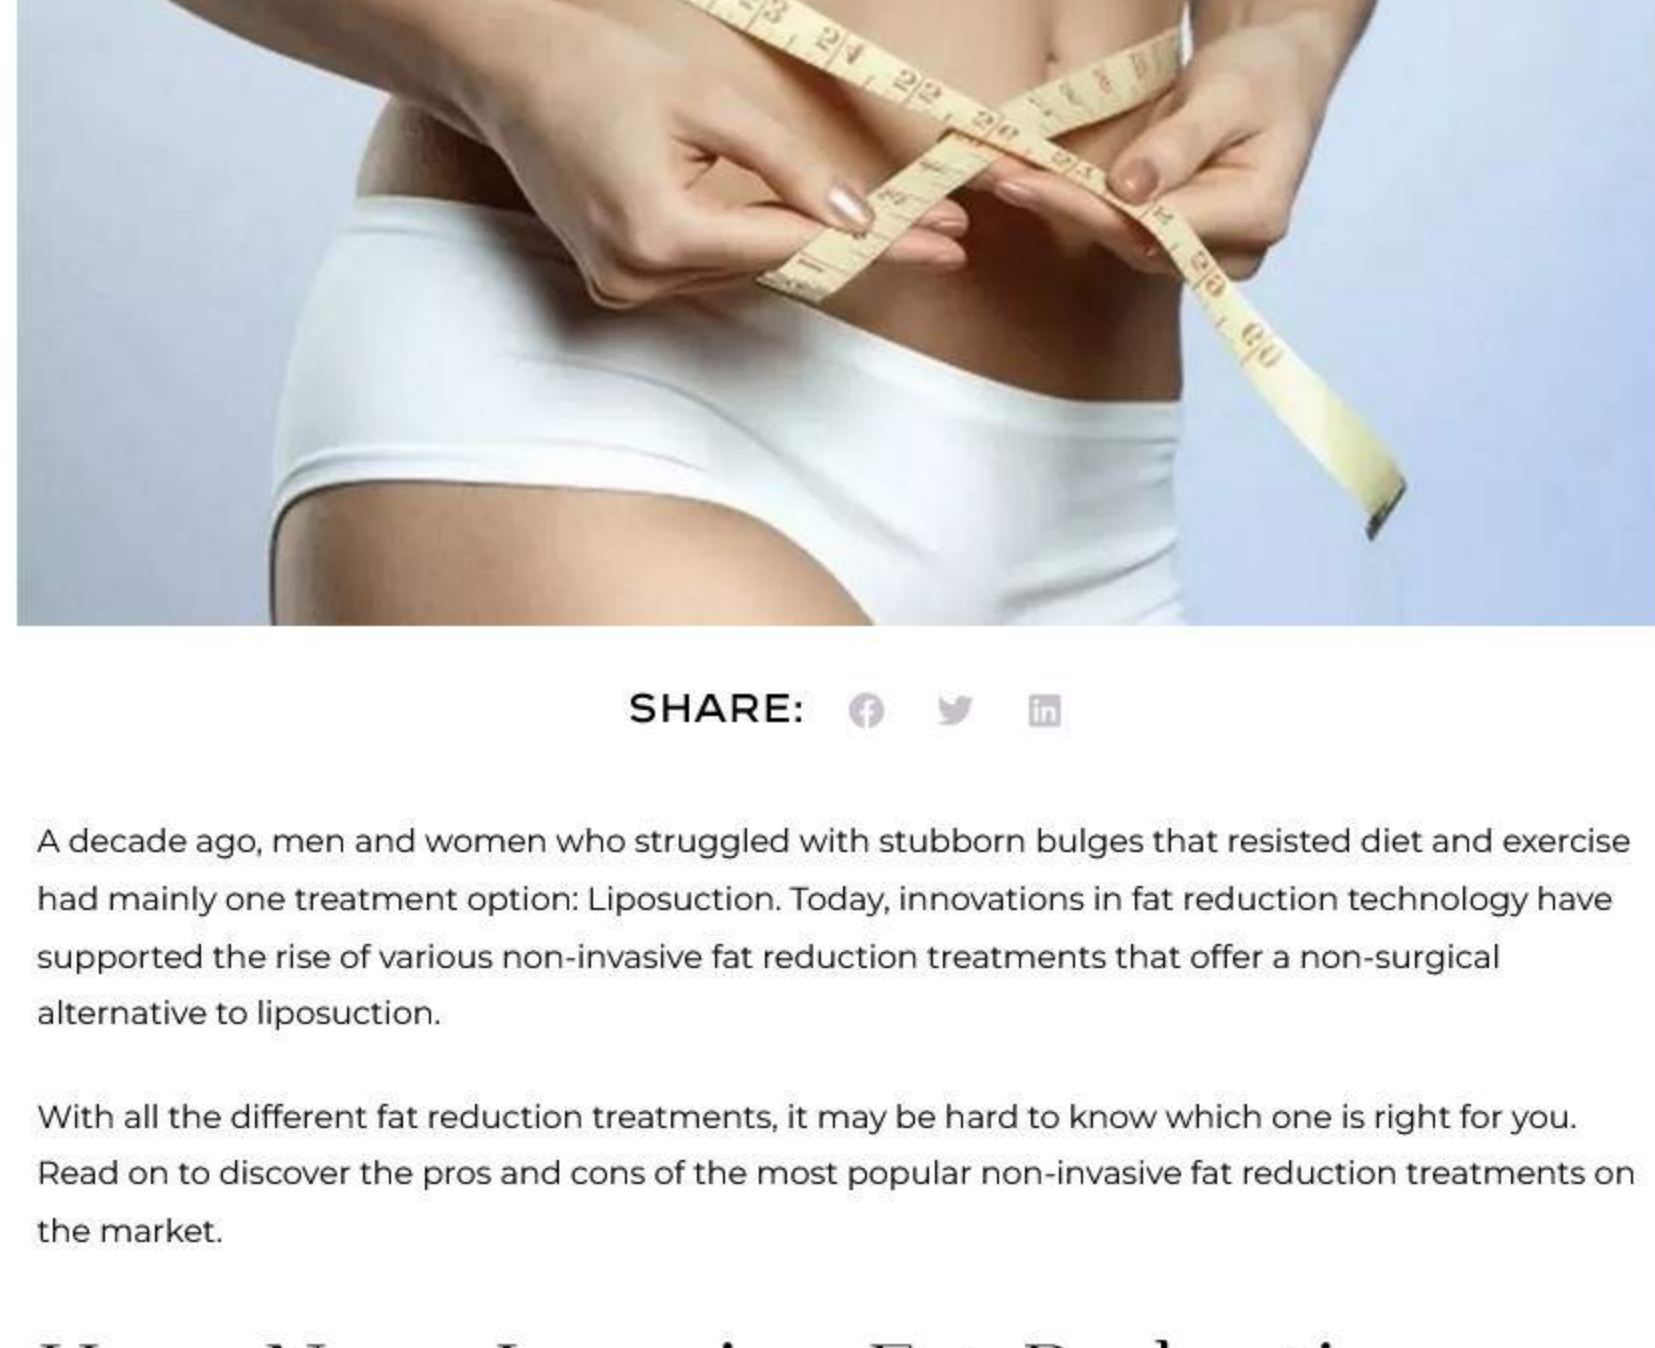 24
22
1
60
SHARE:
A decade ago, men and women who struggled with stubborn bulges that resisted diet and exercise
had mainly one treatment option: Liposuction. Today, innovations in fat reduction technology have
supported the rise of various non-invasive fat reduction treatments that offer a non-surgical
alternative to liposuction.
With all the different fat reduction treatments, it may be hard to know which one is right for you.
Read on to discover the pros and cons of the most popular non-invasive fat reduction treatments on
the market.